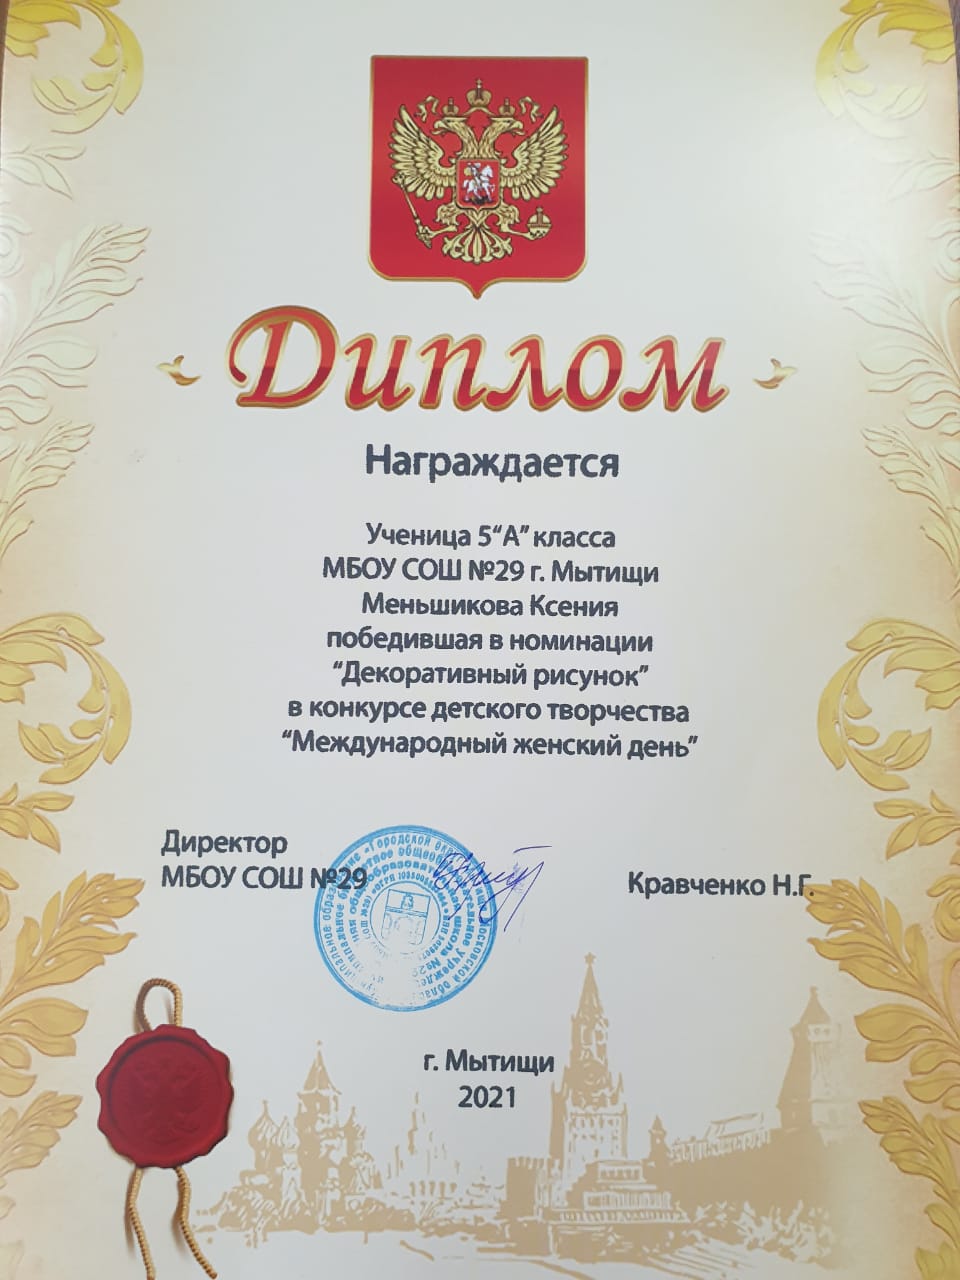 Диплом
Награждается
Ученица 5“А” класса
МБОУ СОШ №29 г. Мытищи
Меньшикова Ксения
победившая в номинации
“Декоративный рисунок”
в конкурсе детского творчества
“Международный женский день”
Директор
МБОУ СОШ №29
Кравченко Н.Г.
г. Мытищи
2021